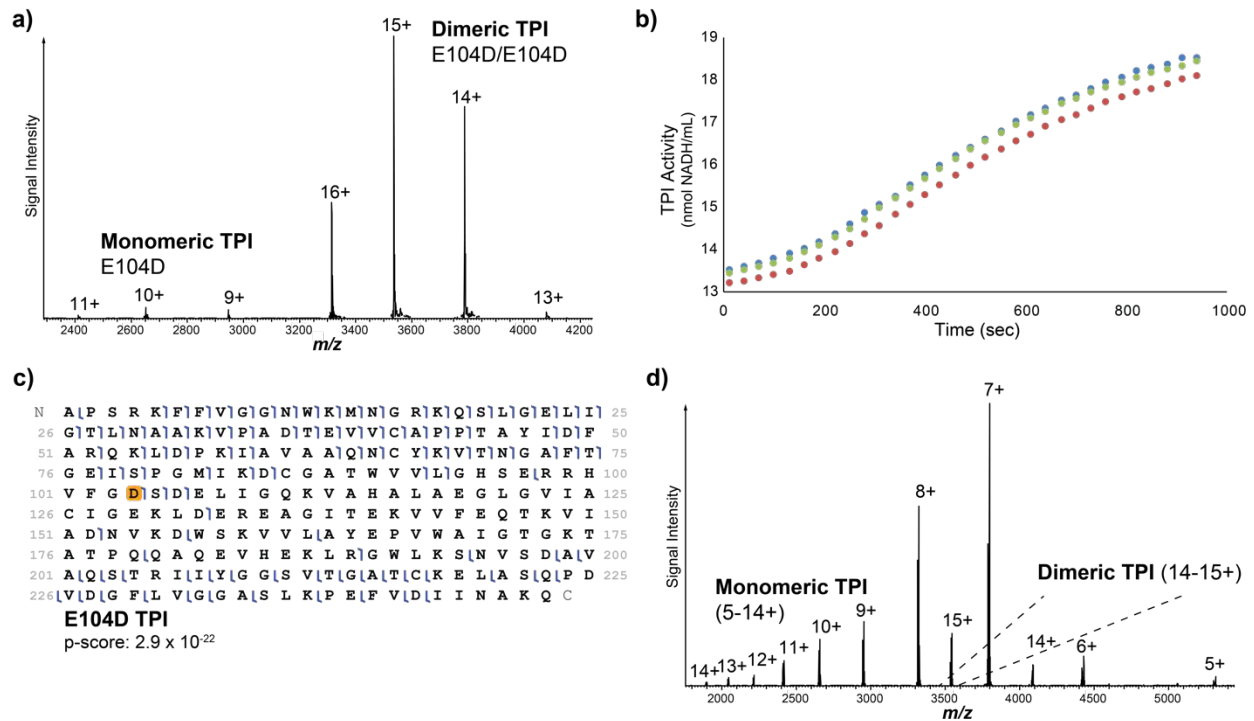 a)
Signal Intensity
Monomeric TPI
E104D
Dimeric TPI
E104D/E104D
11+ 10+ 9+ 16+ 15+ 14+ 13+
2400 2600 2800 3000 3200 3400 3600 3800 4000 4200
m/z
b)
TPI Activity
(nmol NADH/mL)
19
18
17
16
15
14
13
200 400 600 800 1000
Time (sec)
c)
N A P S R K F F V G G N W K M N G R K Q S L G E L I 25
26 G T L N A A K V P A D T E V V C A P P T A Y I D F 50
51 A R Q K L D P K I A V A A Q N C Y K V T N G A F T 75
76 G E I S P G M I K D C G A T W V V L G H S E R R H 100
101 V F G D S D E L I G Q K V A H A L A E G L G V I A 125
126 C I G E K L D E R E A G I T E K V V F E Q T K V I 150
151 A D N V K D W S K V V L A Y E P V W A I G T G K T 175
176 A T P Q Q A Q E V H E K L R G W L K S N V S D A V 200
201 A Q S T R I I Y G G S V T G A T C K E L A S Q P D 225
226 V D G F L V G G A S L K P E F V D I I N A K Q C
E104D TPI
p-score: 2.9 x 10-22
d)
Signal Intensity
Monomeric TPI
(5-14+)
Dimeric TPI (14-15+)
14+ 13+ 12+ 11+ 10+ 9+ 8+ 15+ 7+ 14+ 6+ 5+
2000 2500 3000 3500 4000 4500 5000
m/z